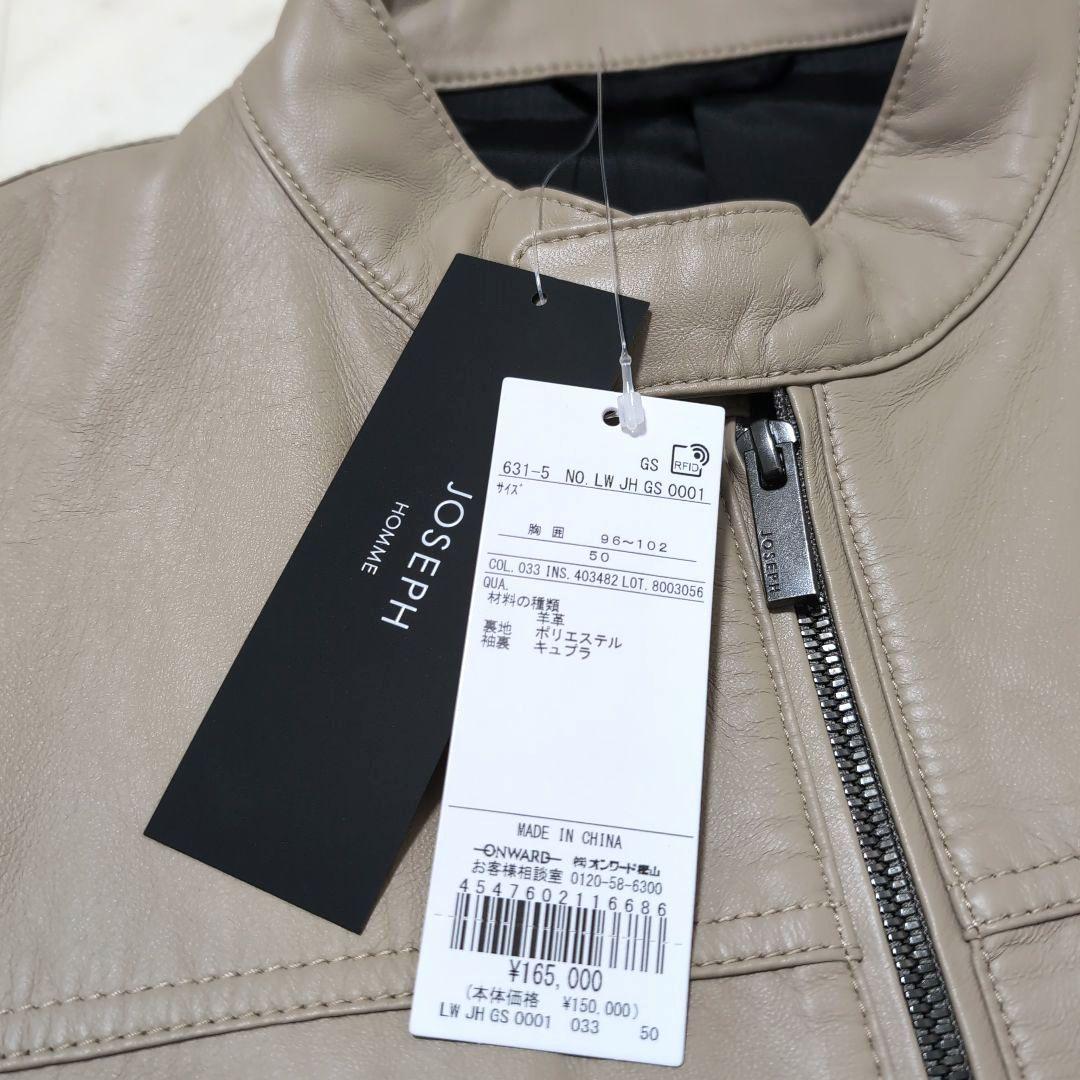 JOSEPH
HOMME
GS RFID
631-5 NO. LW JH GS 0001
サイズ
胸囲 96~102
50
COL. 033 INS. 403482 LOT. 8003056
QUA.
材料の種類
羊革
裏地 ポリエステル
袖裏 キュプラ
MADE IN CHINA
ONWARD ㈱オンワード樫山
お客様相談室 0120-58-6300
4547602116686
¥165,000
(本体価格 ¥150,000)
LW JH GS 0001 033 50
JOSEPH